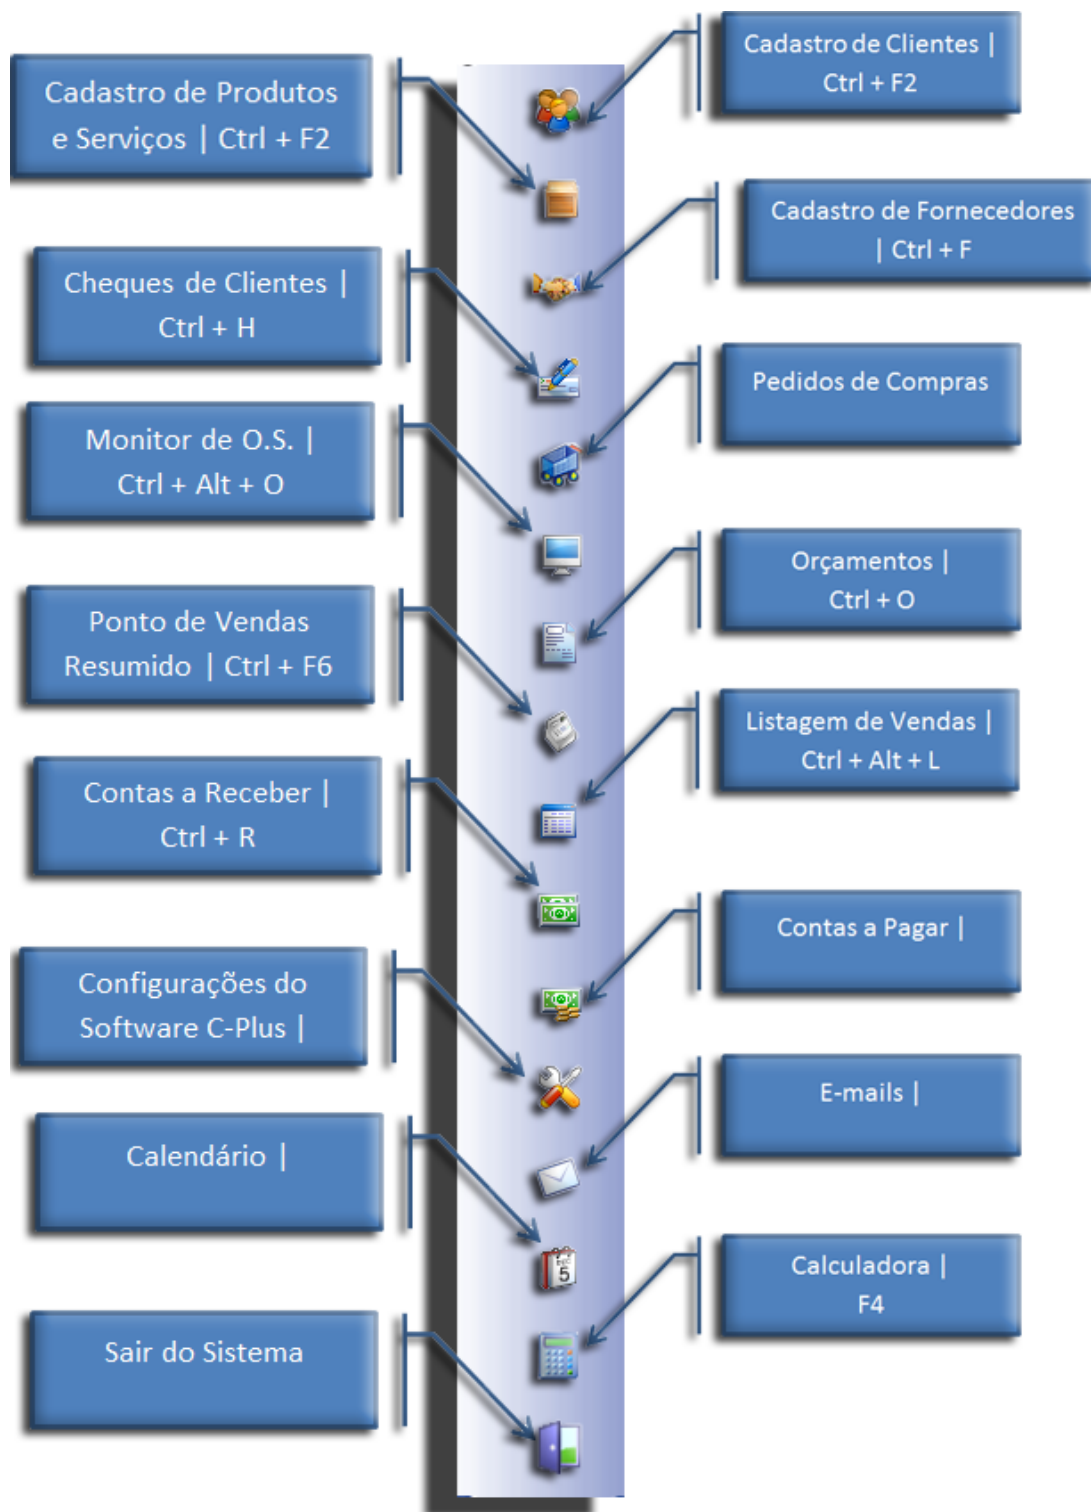 Cadastro de Clientes |
Ctrl + F2
Cadastro de Produtos
e Serviços | Ctrl + F2
Cadastro de Fornecedores
| Ctrl + F
Cheques de Clientes |
Ctrl + H
Pedidos de Compras
Monitor de O.S. |
Ctrl + Alt + O
Orçamentos |
Ctrl + O
Ponto de Vendas
Resumido | Ctrl + F6
Listagem de Vendas |
Ctrl + Alt + L
Contas a Receber |
Ctrl + R
Contas a Pagar |
Configurações do
Software C-Plus |
E-mails |
Calendário |
5
Calculadora |
F4
Sair do Sistema